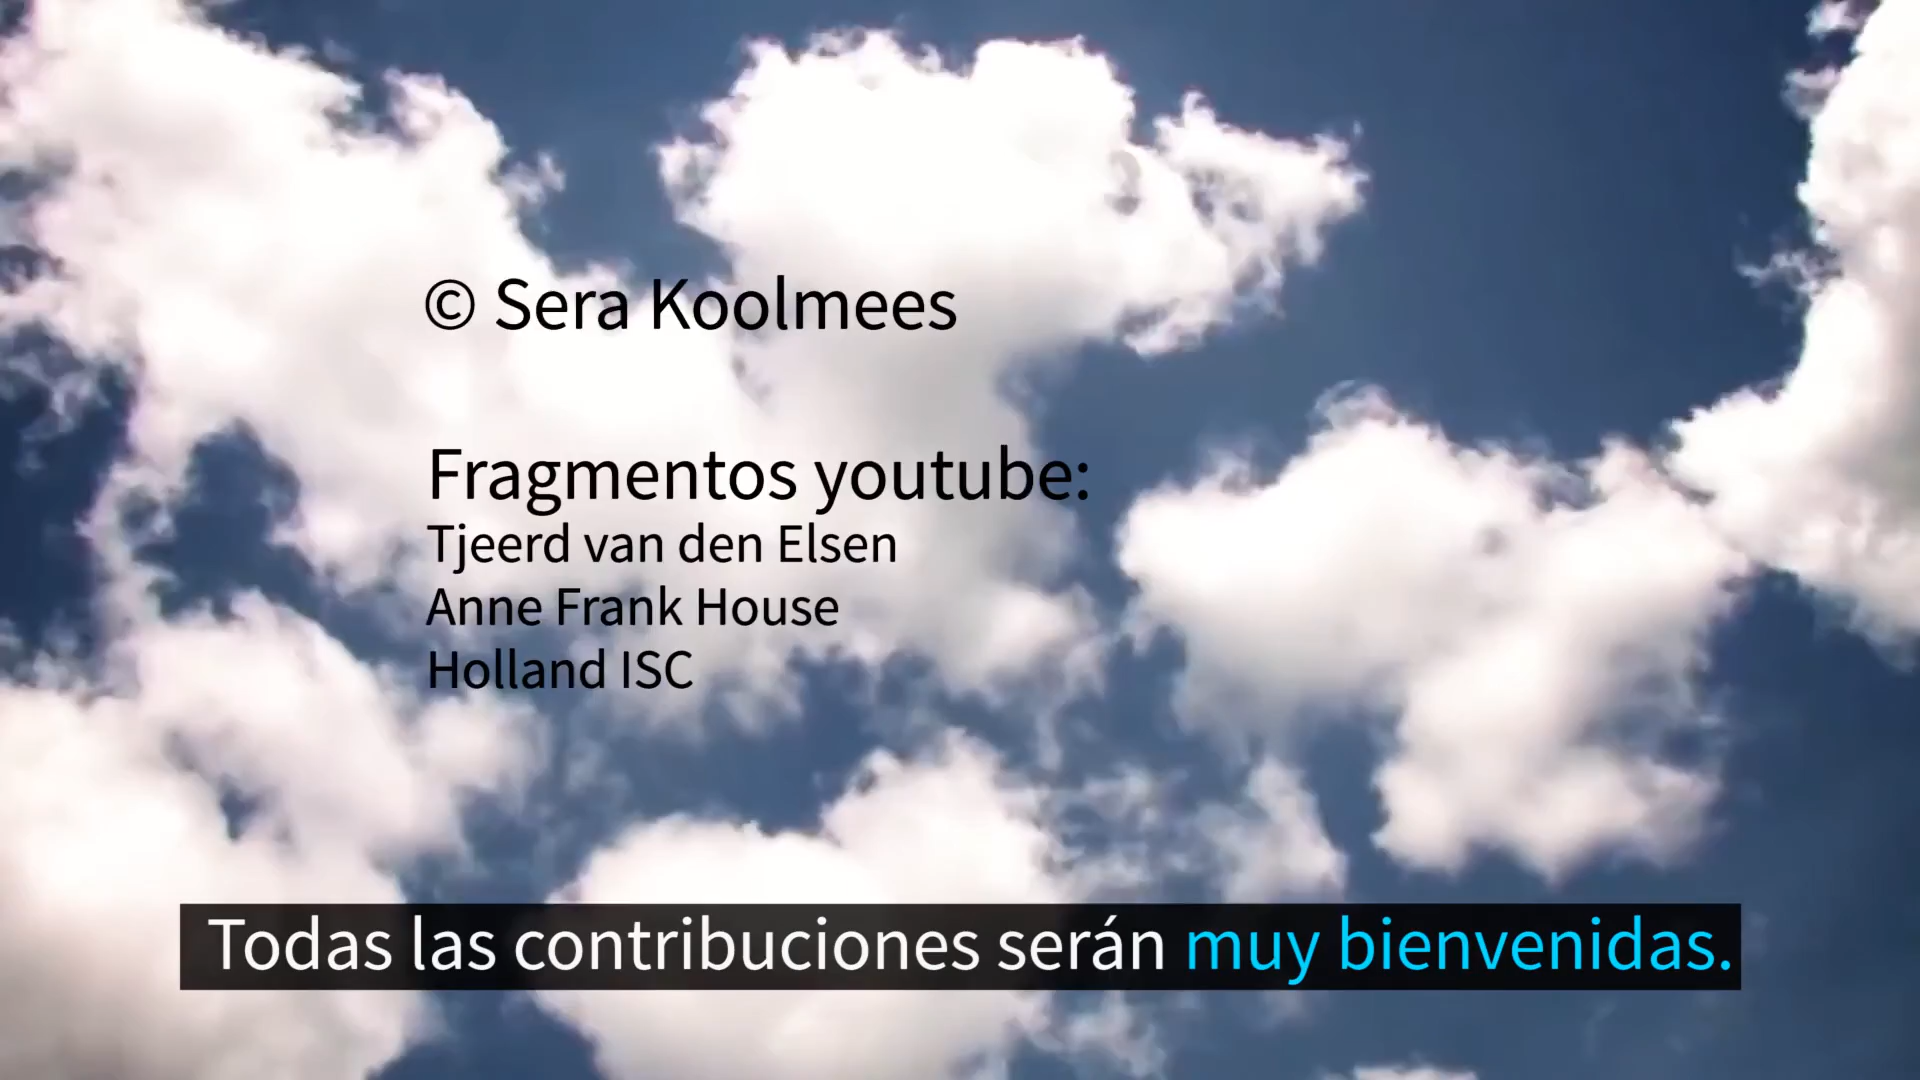 © Sera Koolmees
Fragmentos youtube:
Tjeerd van den Elsen
Anne Frank House
Holland ISC
Todas las contribuciones serán muy bienvenidas.